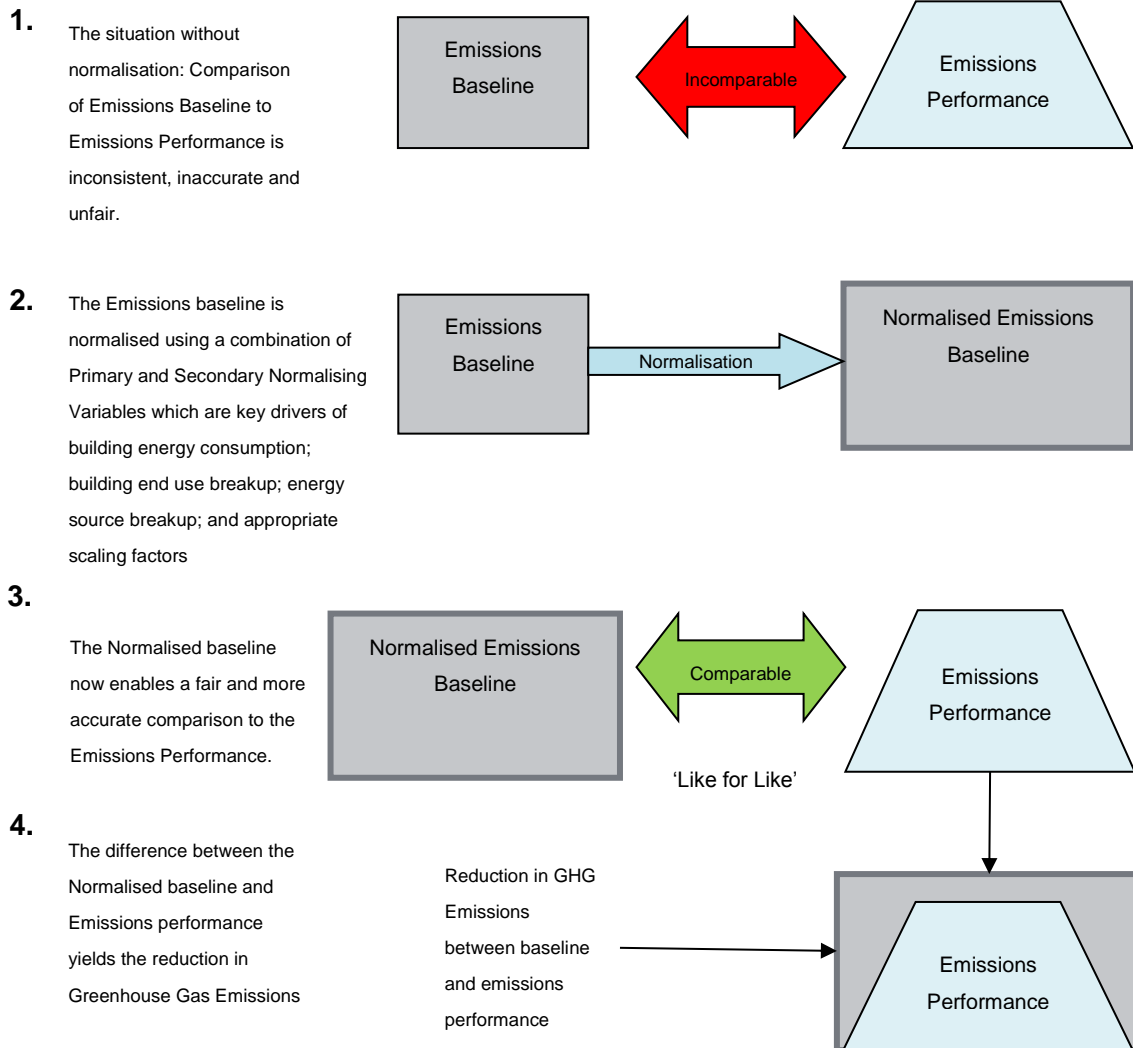 1.
The situation without
normalisation: Comparison
of Emissions Baseline to
Emissions Performance is
inconsistent, inaccurate and
unfair.
Emissions
Baseline
Incomparable
Emissions
Performance
2.
The Emissions baseline is
normalised using a combination of
Primary and Secondary Normalising
Variables which are key drivers of
building energy consumption;
building end use breakup; energy
source breakup; and appropriate
scaling factors
Emissions
Baseline
Normalisation
Normalised Emissions
Baseline
3.
The Normalised baseline
now enables a fair and more
accurate comparison to the
Emissions Performance.
Normalised Emissions
Baseline
Comparable
‘Like for Like’
Emissions
Performance
4.
The difference between the
Normalised baseline and
Emissions performance
yields the reduction in
Greenhouse Gas Emissions
Reduction in GHG
Emissions
between baseline
and emissions
performance
Emissions
Performance